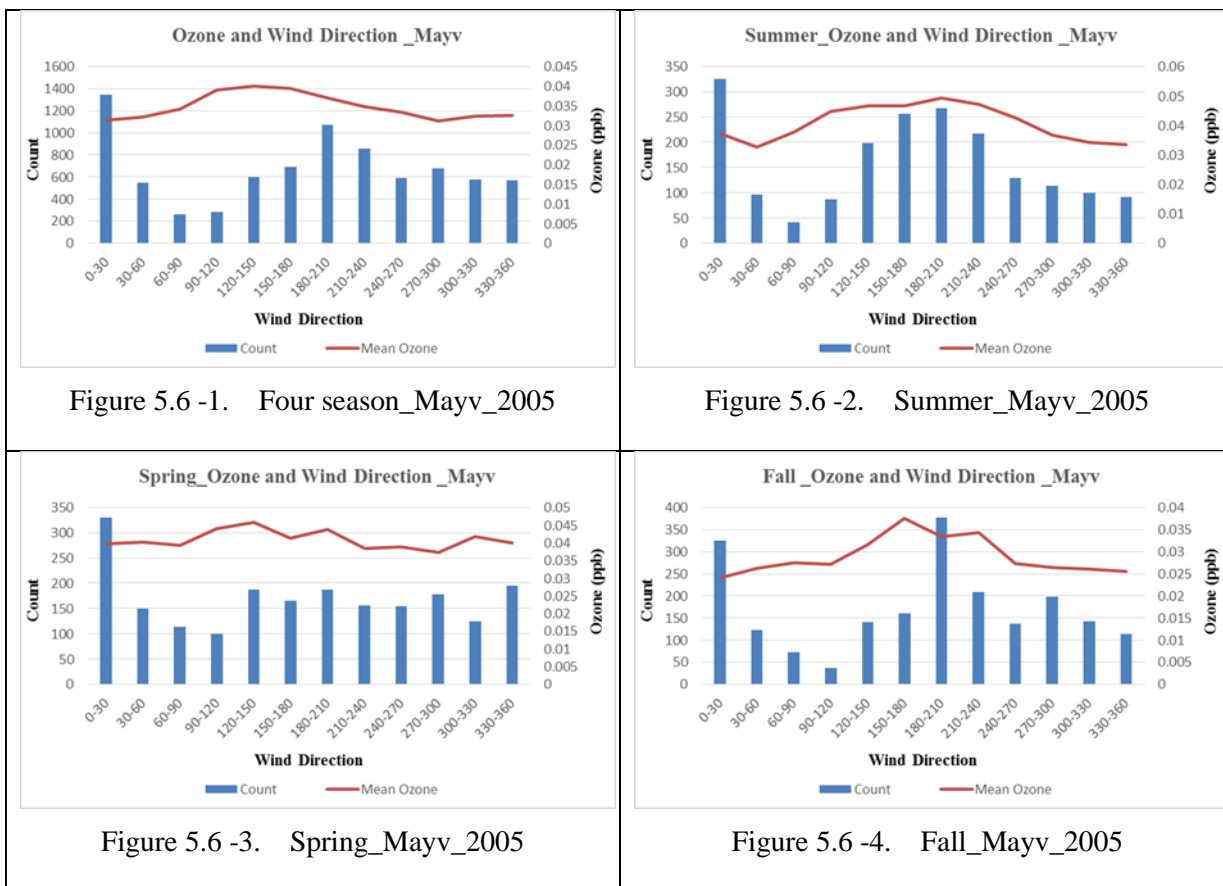 Ozone and Wind Direction _Mayv
1600
1400
1200
1000
800
600
400
200
0
Count
0.045
0.04
0.035
0.03
0.025
0.02
0.015
0.01
0.005
0
Ozone (ppb)
0-30 30-60 60-90 90-120 120-150 150-180 180-210 210-240 240-270 270-300 300-330 330-360
Wind Direction
Count Mean Ozone
Figure 5.6 -1. Four season_Mayv_2005
Summer_Ozone and Wind Direction _Mayv
350
300
250
200
150
100
50
0
Count
0.06
0.05
0.04
0.03
0.02
0.01
0
Ozone (ppb)
0-30 30-60 60-90 90-120 120-150 150-180 180-210 210-240 240-270 270-300 300-330 330-360
Wind Direction
Count Mean Ozone
Figure 5.6 -2. Summer_Mayv_2005
Spring_Ozone and Wind Direction _Mayv
350
300
250
200
150
100
50
0
Count
0.05
0.045
0.04
0.035
0.03
0.025
0.02
0.015
0.01
0.005
0
Ozone (ppb)
0-30 30-60 60-90 90-120 120-150 150-180 180-210 210-240 240-270 270-300 300-330 330-360
Wind Direction
Count Mean Ozone
Figure 5.6 -3. Spring_Mayv_2005
Fall _Ozone and Wind Direction _Mayv
400
350
300
250
200
150
100
50
0
Count
0.04
0.035
0.03
0.025
0.02
0.015
0.01
0.005
0
Ozone (ppb)
0-30 30-60 60-90 90-120 120-150 150-180 180-210 210-240 240-270 270-300 300-330 330-360
Wind Direction
Count Mean Ozone
Figure 5.6 -4. Fall_Mayv_2005